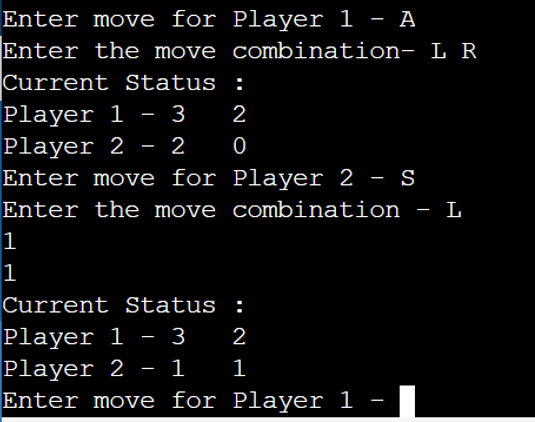 Enter move for Player 1 - A
Enter the move combination- L R
Current Status :
Player 1 - 3   2
Player 2 - 2   0
Enter move for Player 2 - S
Enter the move combination - L
1
1
Current Status :
Player 1 - 3   2
Player 2 - 1   1
Enter move for Player 1 -